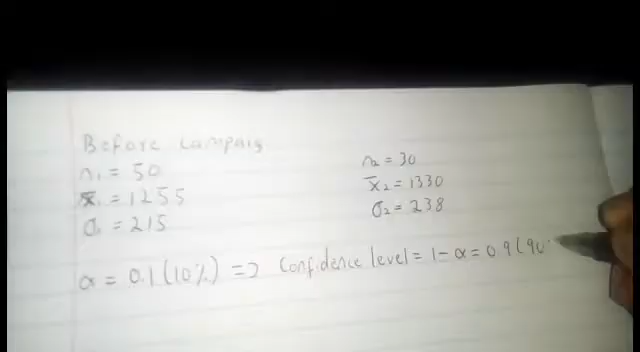 Before Campaig
n₁ = 50
x̄₁ = 1255
σ₁ = 215
n₂ = 30
x̄₂ = 1330
σ₂ = 238
α = 0.1 (10%) => Confidence level = 1 - α = 0.9 (90